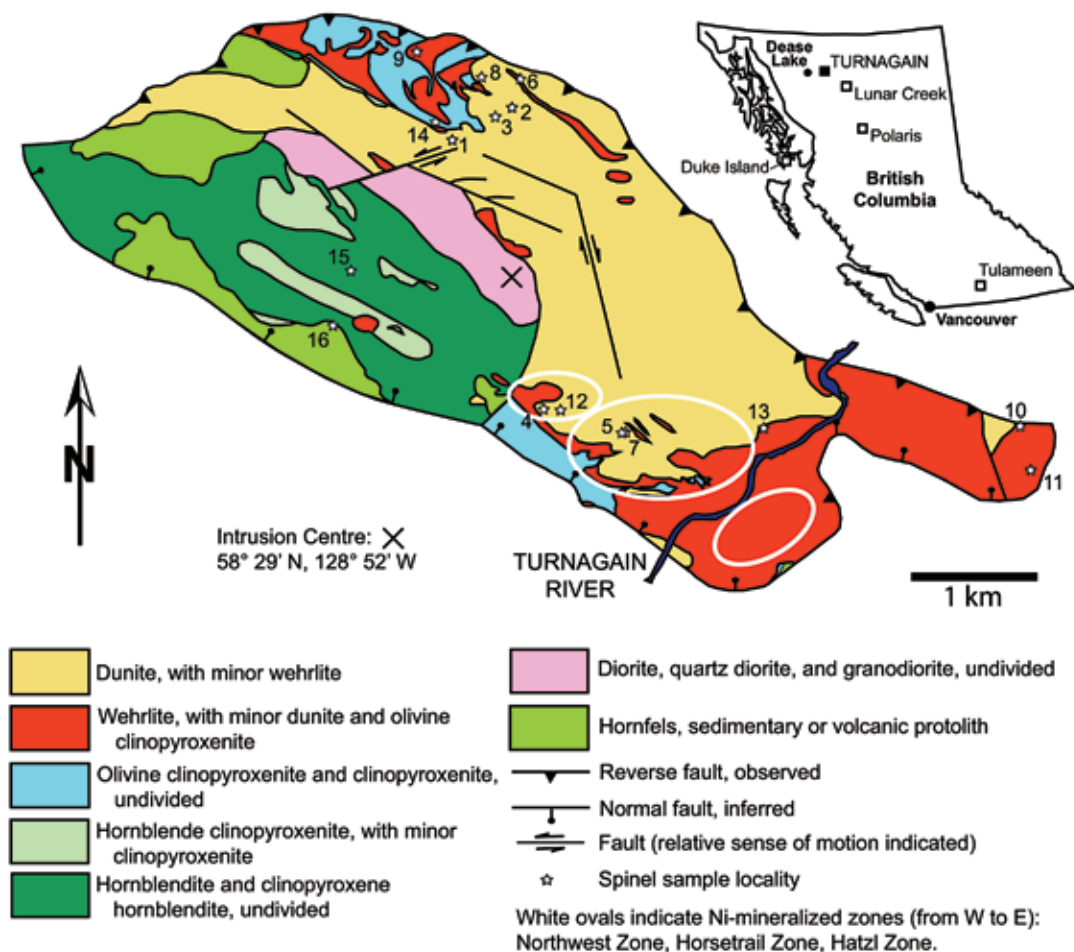 Dease
Lake
TURNAGAIN
Lunar Creek
Polaris
Duke Island
British
Columbia
Tulameen
Vancouver
9
8
6
2
3
14
1
15
16
12
4
5
7
13
10
11
N
Intrusion Centre:
58° 29' N, 128° 52' W
TURNAGAIN
RIVER
1 km
Dunite, with minor wehrlite
Wehrlite, with minor dunite and olivine
clinopyroxenite
Olivine clinopyroxenite and clinopyroxenite,
undivided
Hornblende clinopyroxenite, with minor
clinopyroxenite
Hornblendite and clinopyroxene
hornblendite, undivided
Diorite, quartz diorite, and granodiorite, undivided
Hornfels, sedimentary or volcanic protolith
Reverse fault, observed
Normal fault, inferred
Fault (relative sense of motion indicated)
Spinel sample locality
White ovals indicate Ni-mineralized zones (from W to E):
Northwest Zone, Horsetrail Zone, Hatzl Zone.